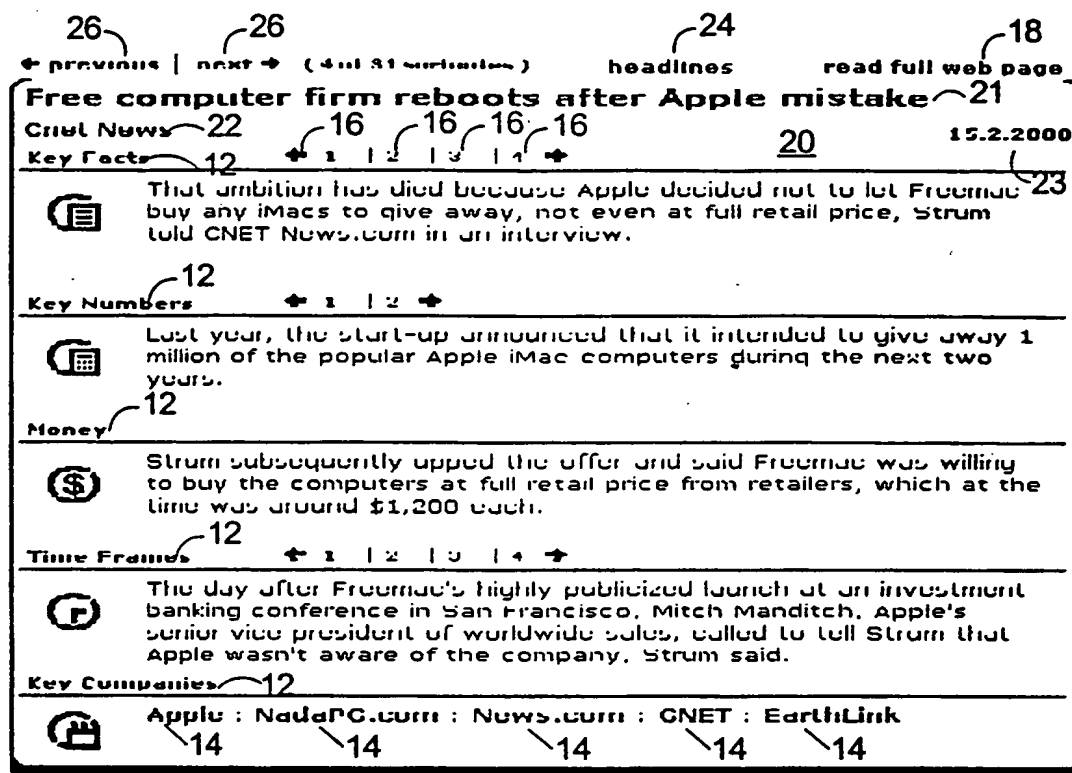 26 26 24 18
← previous | next → (4 of 31 summaries) headlines read full web page
Free computer firm reboots after Apple mistake 21
Cnet News 22 16 16 16 16 20 15.2.2000
Key Facts 12 ← 1 | 2 | 3 | 4 → 23
That ambition has died because Apple decided not to let Freemac
buy any iMacs to give away, not even at full retail price, Strum
told CNET News.com in an interview.
12
Key Numbers ← 1 | 2 →
Last year, the start-up announced that it intended to give away 1
million of the popular Apple iMac computers during the next two
years.
12
Money
Strum subsequently upped the offer and said Freemac was willing
to buy the computers at full retail price from retailers, which at the
time was around $1,200 each.
12
Time Frames ← 1 | 2 | 3 | 4 →
The day after Freemac's highly publicized launch at an investment
banking conference in San Francisco, Mitch Manditch, Apple's
senior vice president of worldwide sales, called to tell Strum that
Apple wasn't aware of the company, Strum said.
Key Companies 12
Apple : NadaPC.com : News.com : CNET : EarthLink
14 14 14 14 14